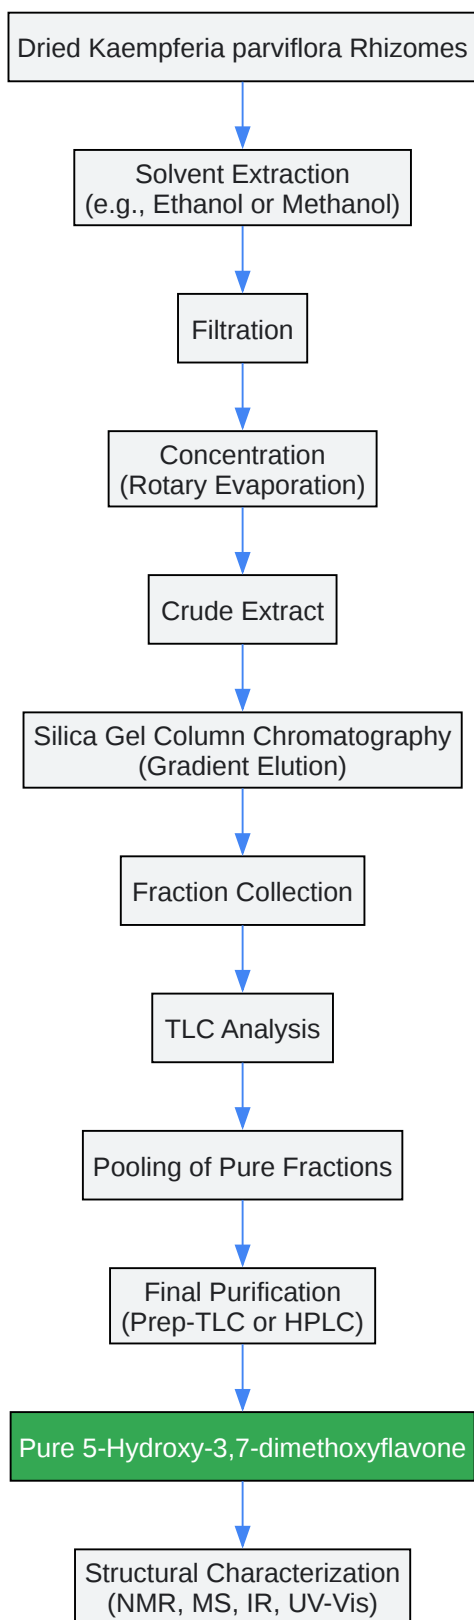 Dried Kaempferia parviflora Rhizomes
Solvent Extraction
(e.g., Ethanol or Methanol)
Filtration
Concentration
(Rotary Evaporation)
Crude Extract
Silica Gel Column Chromatography
(Gradient Elution)
Fraction Collection
TLC Analysis
Pooling of Pure Fractions
Final Purification
(Prep-TLC or HPLC)
Pure 5-Hydroxy-3,7-dimethoxyflavone
Structural Characterization
(NMR, MS, IR, UV-Vis)